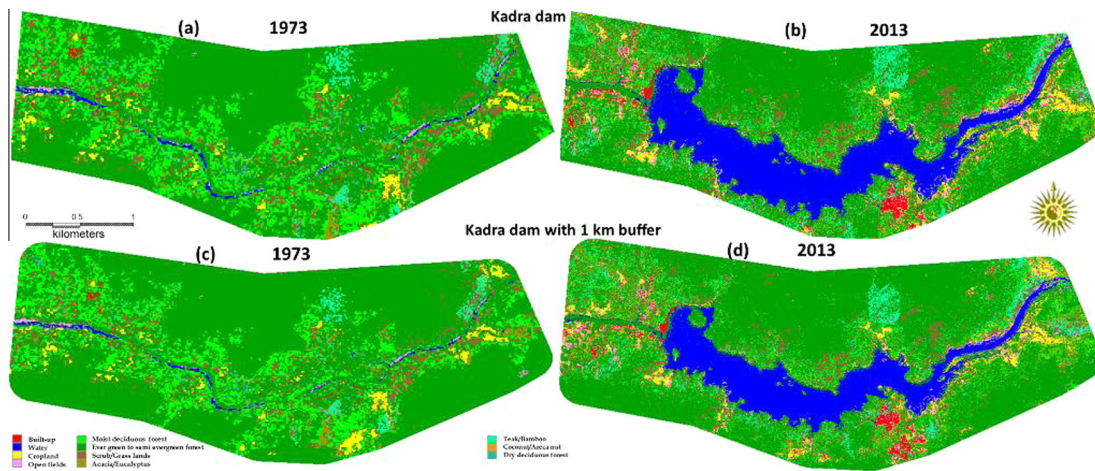 Kadra dam
(a) 1973
(b) 2013
0 0.5 1
kilometers
Kadra dam with 1 km buffer
(c) 1973
(d) 2013
Built-up
Water
Cropland
Open fields
Moist deciduous forest
Ever green to semi evergreen forest
Scrub/Grass lands
Acacia/Eucalyptus
Teak/Bamboo
Coconut/Areca nut
Dry deciduous forest